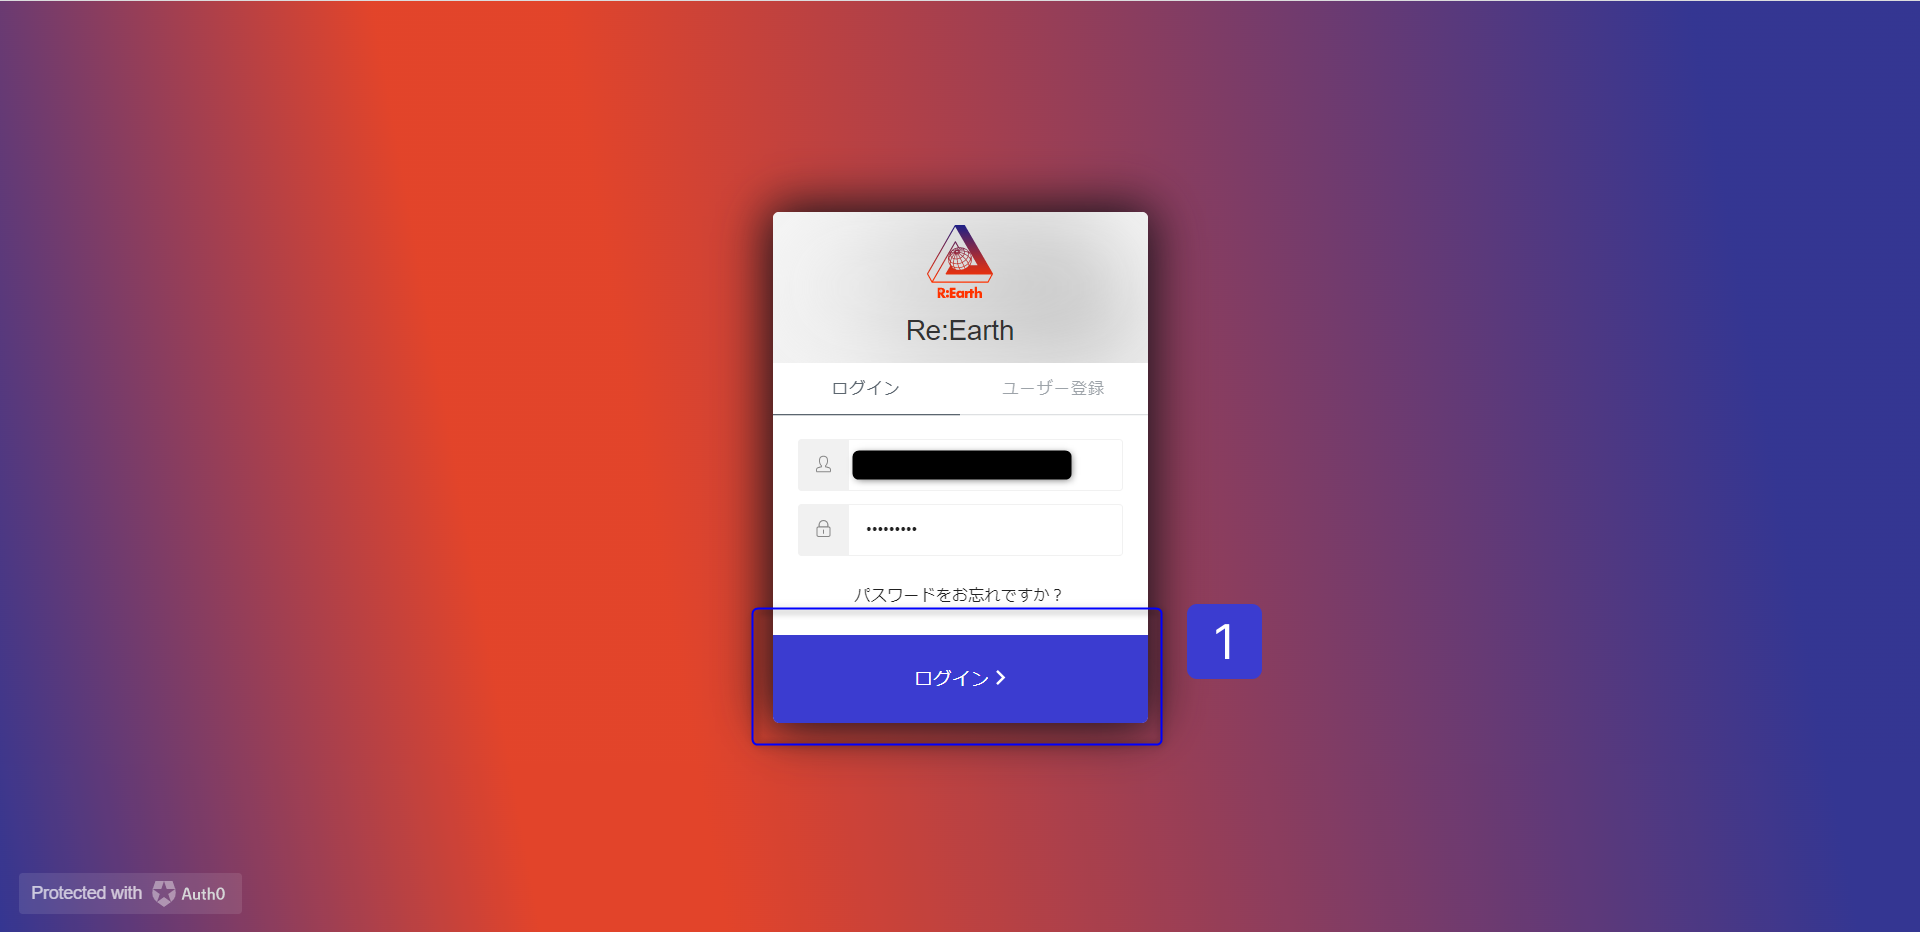 R:Earth
Re:Earth
ログイン
ユーザー登録
•••••••••
パスワードをお忘れですか？
ログイン
1
Protected with Auth0